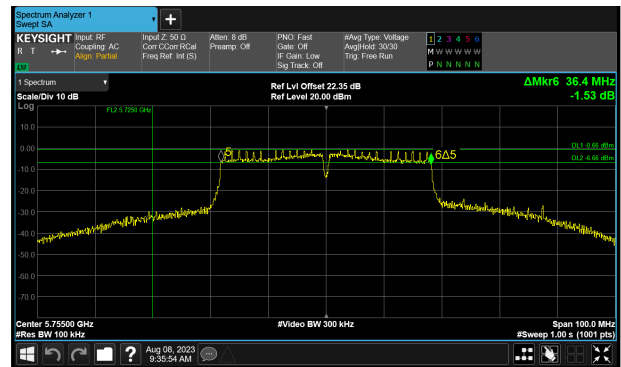 Spectrum Analyzer 1
Swept SA
KEYSIGHT
R T
LXI
Input: RF
Coupling: AC
Align: Partial
Input Z: 50 Ω
Corr CCorr RCal
Freq Ref: Int (S)
Atten: 8 dB
Preamp: Off
PNO: Fast
Gate: Off
IF Gain: Low
Sig Track: Off
#Avg Type: Voltage
Avg|Hold: 30/30
Trig: Free Run
1 2 3 4 5 6
M W W W W W
P N N N N N
1 Spectrum
Scale/Div 10 dB
Log
Ref Lvl Offset 22.35 dB
Ref Level 20.00 dBm
ΔMkr6 36.4 MHz
-1.53 dB
FL2 5.7250 GHz
10.0
0.00
-10.0
-20.0
-30.0
-40.0
-50.0
-60.0
-70.0
5
6Δ5
DL1 -0.66 dBm
DL2 -6.66 dBm
Center 5.75500 GHz
#Video BW 300 kHz
Span 100.0 MHz
#Res BW 100 kHz
#Sweep 1.00 s (1001 pts)
?
Aug 08, 2023
9:35:54 AM